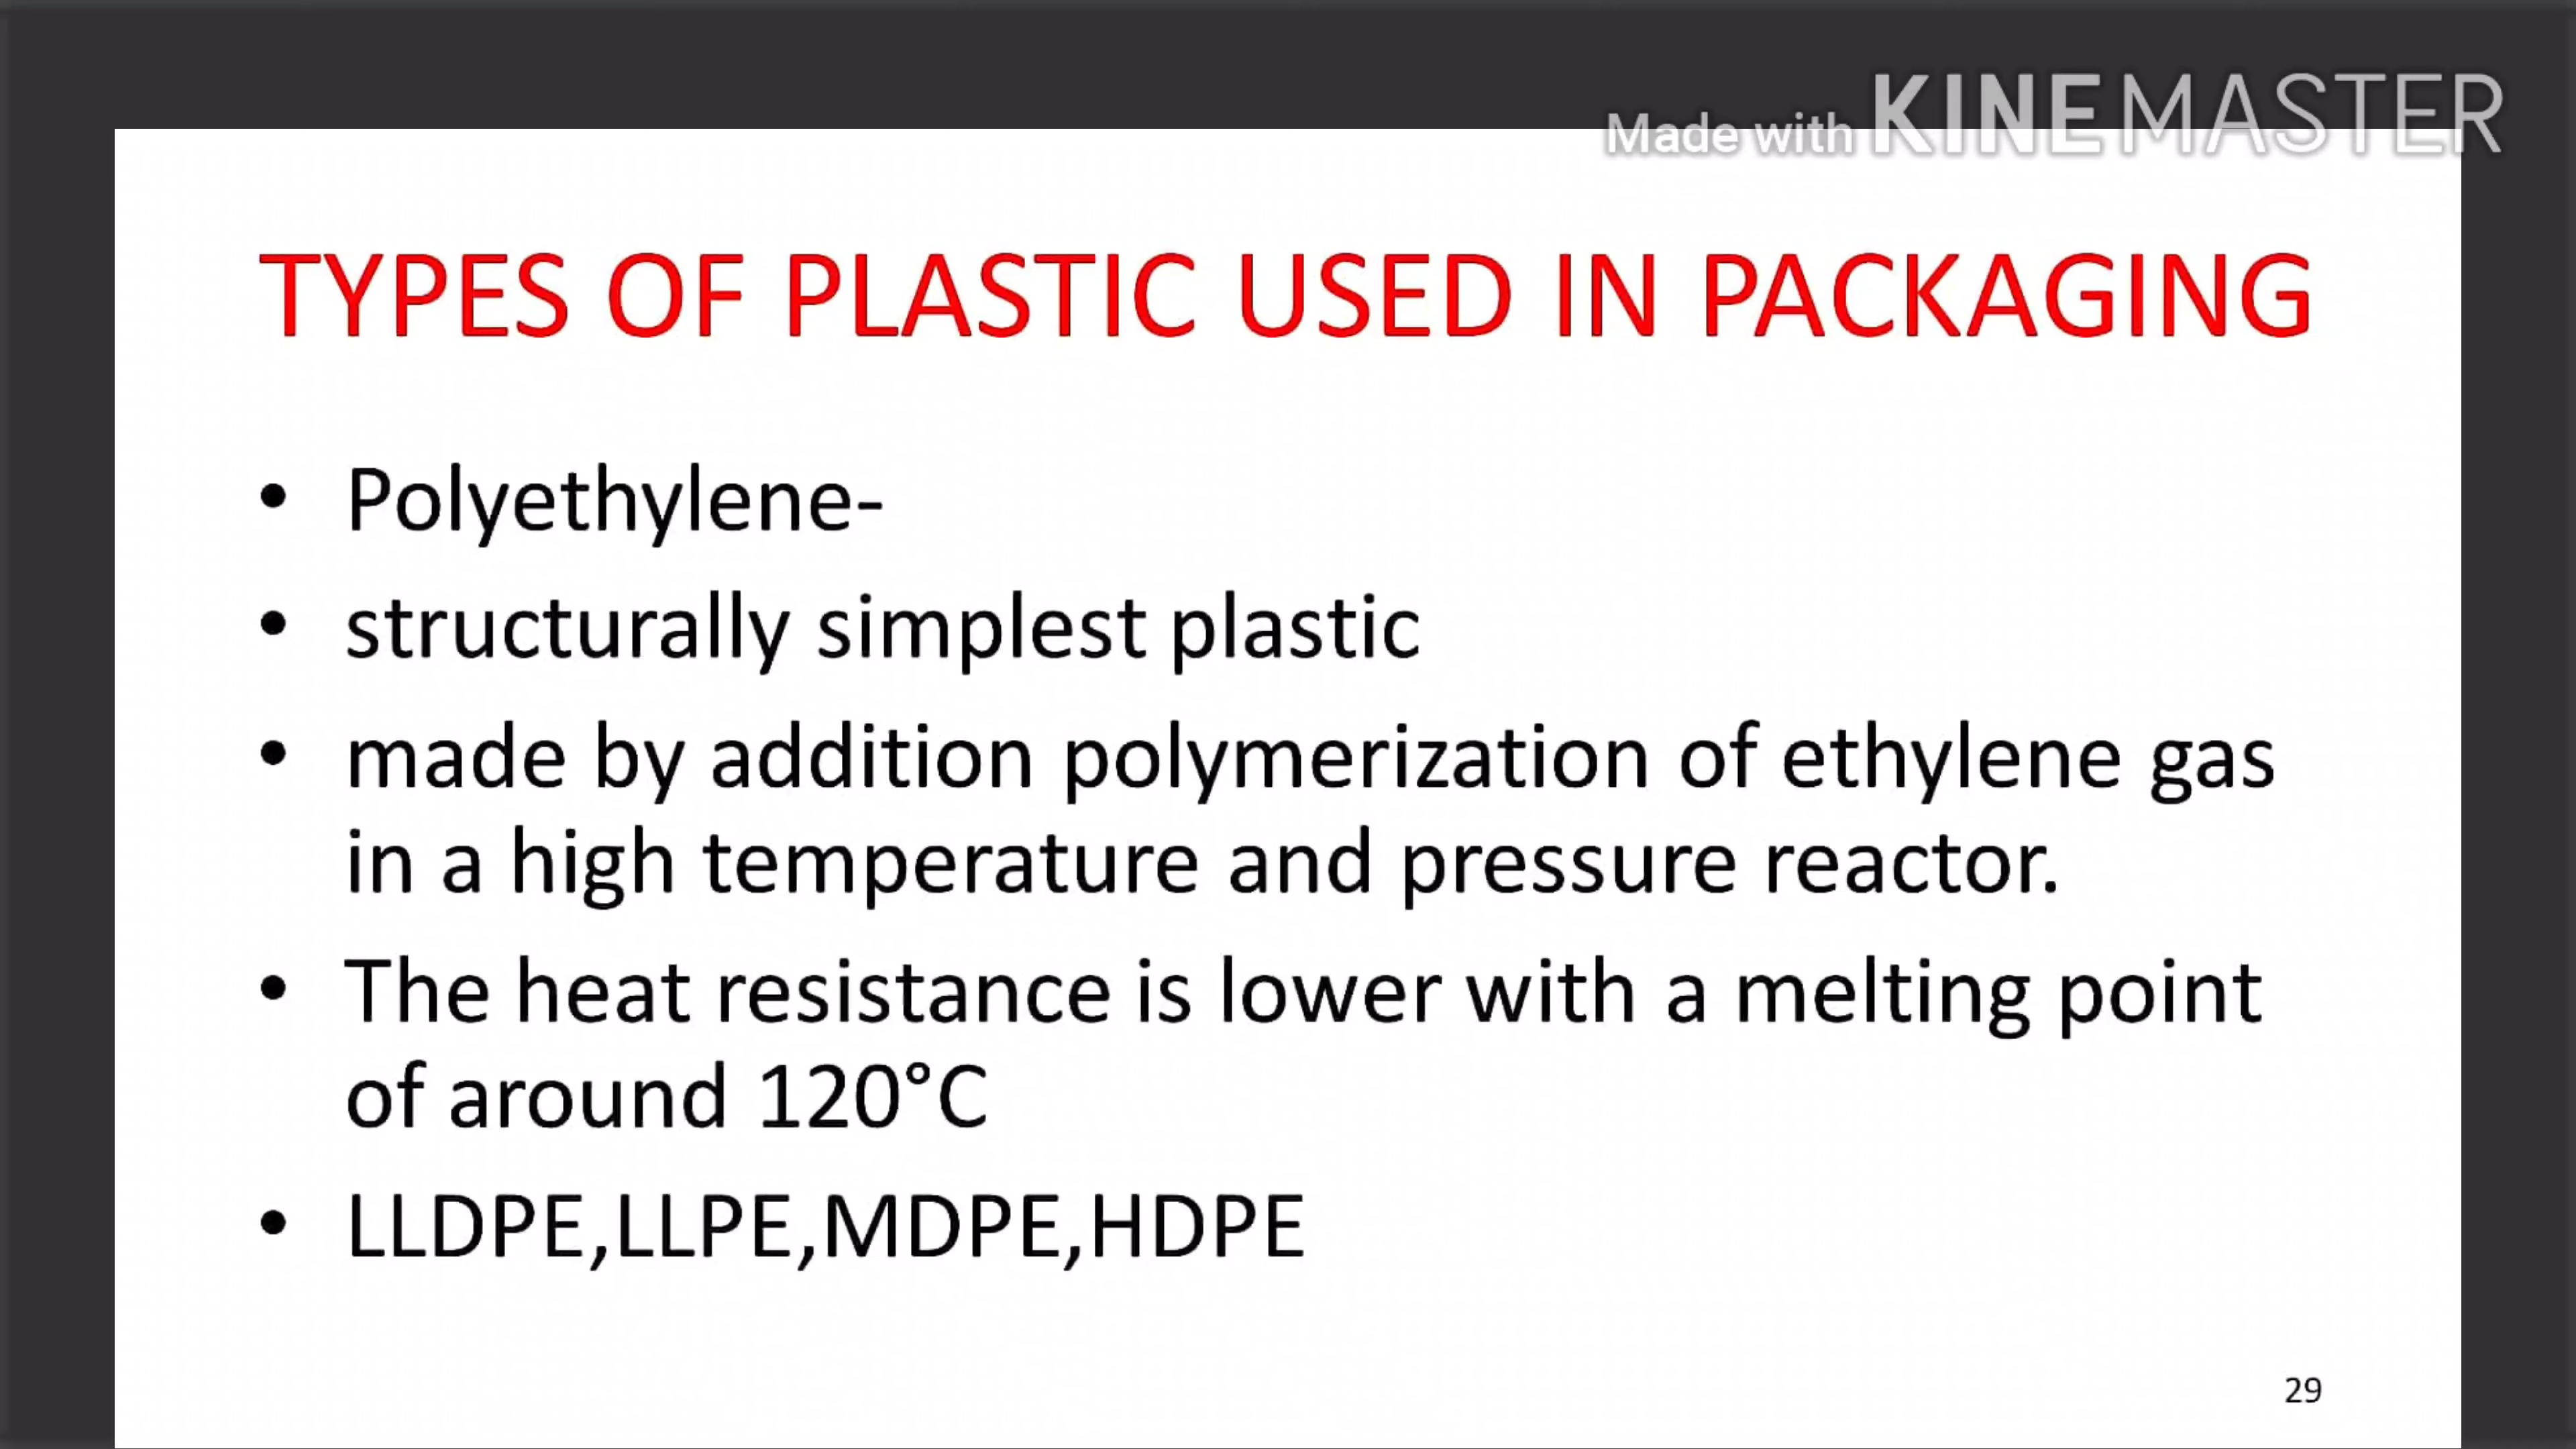 Made with KINEMASTER
TYPES OF PLASTIC USED IN PACKAGING
• Polyethylene-
• structurally simplest plastic
• made by addition polymerization of ethylene gas
in a high temperature and pressure reactor.
• The heat resistance is lower with a melting point
of around 120°C
• LLDPE,LLPE,MDPE,HDPE
29